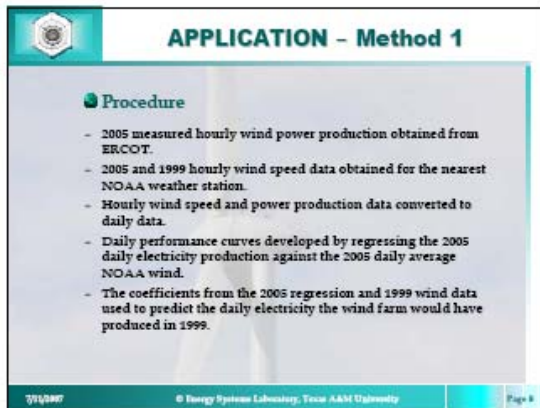 APPLICATION – Method 1
Procedure
- 2005 measured hourly wind power production obtained from
ERCOT.
- 2005 and 1999 hourly wind speed data obtained for the nearest
NOAA weather station.
- Hourly wind speed and power production data converted to
daily data.
- Daily performance curves developed by regressing the 2005
daily electricity production against the 2005 daily average
NOAA wind.
- The coefficients from the 2005 regression and 1999 wind data
used to predict the daily electricity the wind farm would have
produced in 1999.
© Energy Systems Laboratory, Texas A&M University
Page